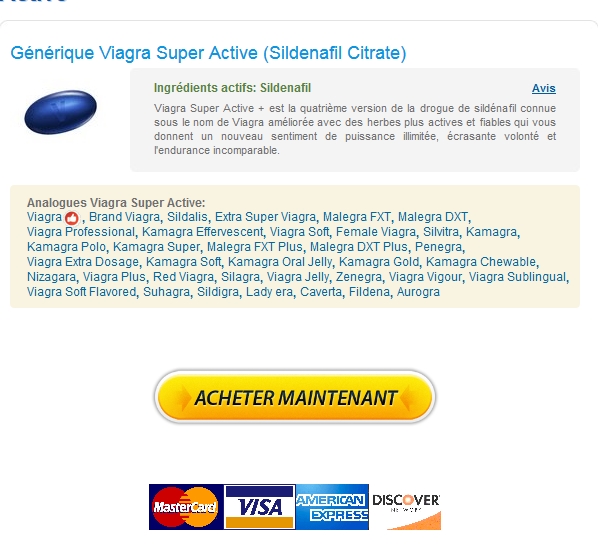 Générique Viagra Super Active (Sildenafil Citrate)
Ingrédients actifs: Sildenafil Avis
Viagra Super Active + est la quatrième version de la drogue de sildénafil connue
sous le nom de Viagra améliorée avec des herbes plus actives et fiables qui vous
donnent un nouveau sentiment de puissance illimitée, écrasante volonté et
l'endurance incomparable.
Analogues Viagra Super Active:
Viagra , Brand Viagra, Sildalis, Extra Super Viagra, Malegra FXT, Malegra DXT,
Viagra Professional, Kamagra Effervescent, Viagra Soft, Female Viagra, Silvitra, Kamagra,
Kamagra Polo, Kamagra Super, Malegra FXT Plus, Malegra DXT Plus, Penegra,
Viagra Extra Dosage, Kamagra Soft, Kamagra Oral Jelly, Kamagra Gold, Kamagra Chewable,
Nizagara, Viagra Plus, Red Viagra, Silagra, Viagra Jelly, Zenegra, Viagra Vigour, Viagra Sublingual,
Viagra Soft Flavored, Suhagra, Sildigra, Lady era, Caverta, Fildena, Aurogra
ACHETER MAINTENANT
MasterCard VISA AMERICAN EXPRESS DISCOVER NETWORK